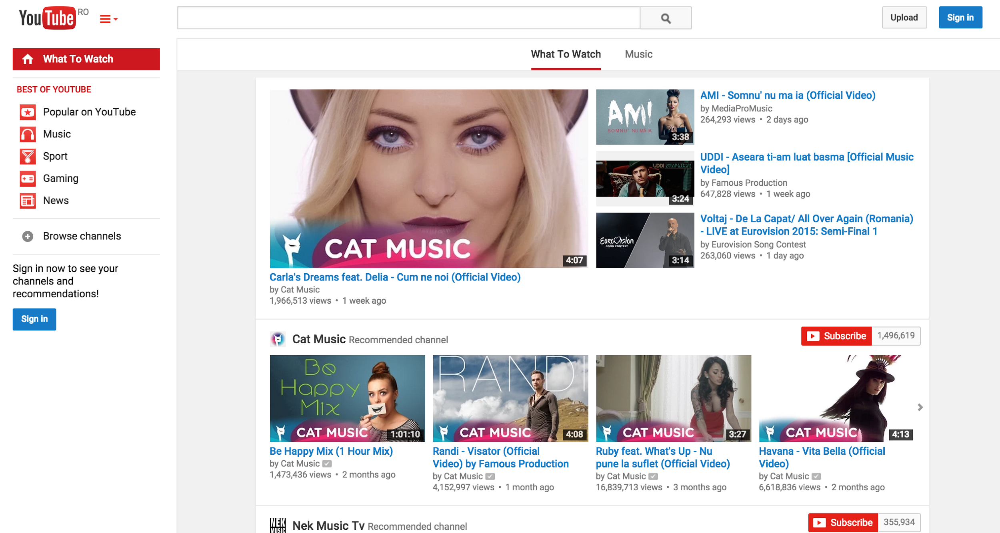 YouTube RO
Upload
Sign in
What To Watch
BEST OF YOUTUBE
Popular on YouTube
Music
Sport
Gaming
News
Browse channels
Sign in now to see your
channels and
recommendations!
Sign in
What To Watch
Music
CAT MUSIC
4:07
Carla's Dreams feat. Delia - Cum ne noi (Official Video)
by Cat Music
1,966,513 views • 1 week ago
AMI
SOMNU' NU MĂ IA
3:38
AMI - Somnu' nu ma ia (Official Video)
by MediaProMusic
264,293 views • 2 days ago
UDDI ASEARA TI-AM
LUAT BASMA
3:24
UDDI - Aseara ti-am luat basma [Official Music
Video]
by Famous Production
647,828 views • 1 week ago
EUROVISION
SONG CONTEST
3:14
Voltaj - De La Capat/ All Over Again (Romania)
- LIVE at Eurovision 2015: Semi-Final 1
by Eurovision Song Contest
263,060 views • 1 day ago
Cat Music Recommended channel
Subscribe 1,496,619
Be
Happy
Mix
CAT MUSIC
1:01:10
Be Happy Mix (1 Hour Mix)
by Cat Music
1,473,436 views • 2 months ago
RANDI
CAT MUSIC
4:08
Randi - Visator (Official
Video) by Famous Production
by Cat Music
4,152,997 views • 1 month ago
CAT MUSIC
3:27
Ruby feat. What's Up - Nu
pune la suflet (Official Video)
by Cat Music
16,839,713 views • 3 months ago
CAT MUSIC
4:13
Havana - Vita Bella (Official
Video)
by Cat Music
6,618,836 views • 2 months ago
NEK
MUSIC
Nek Music Tv Recommended channel
Subscribe 355,934